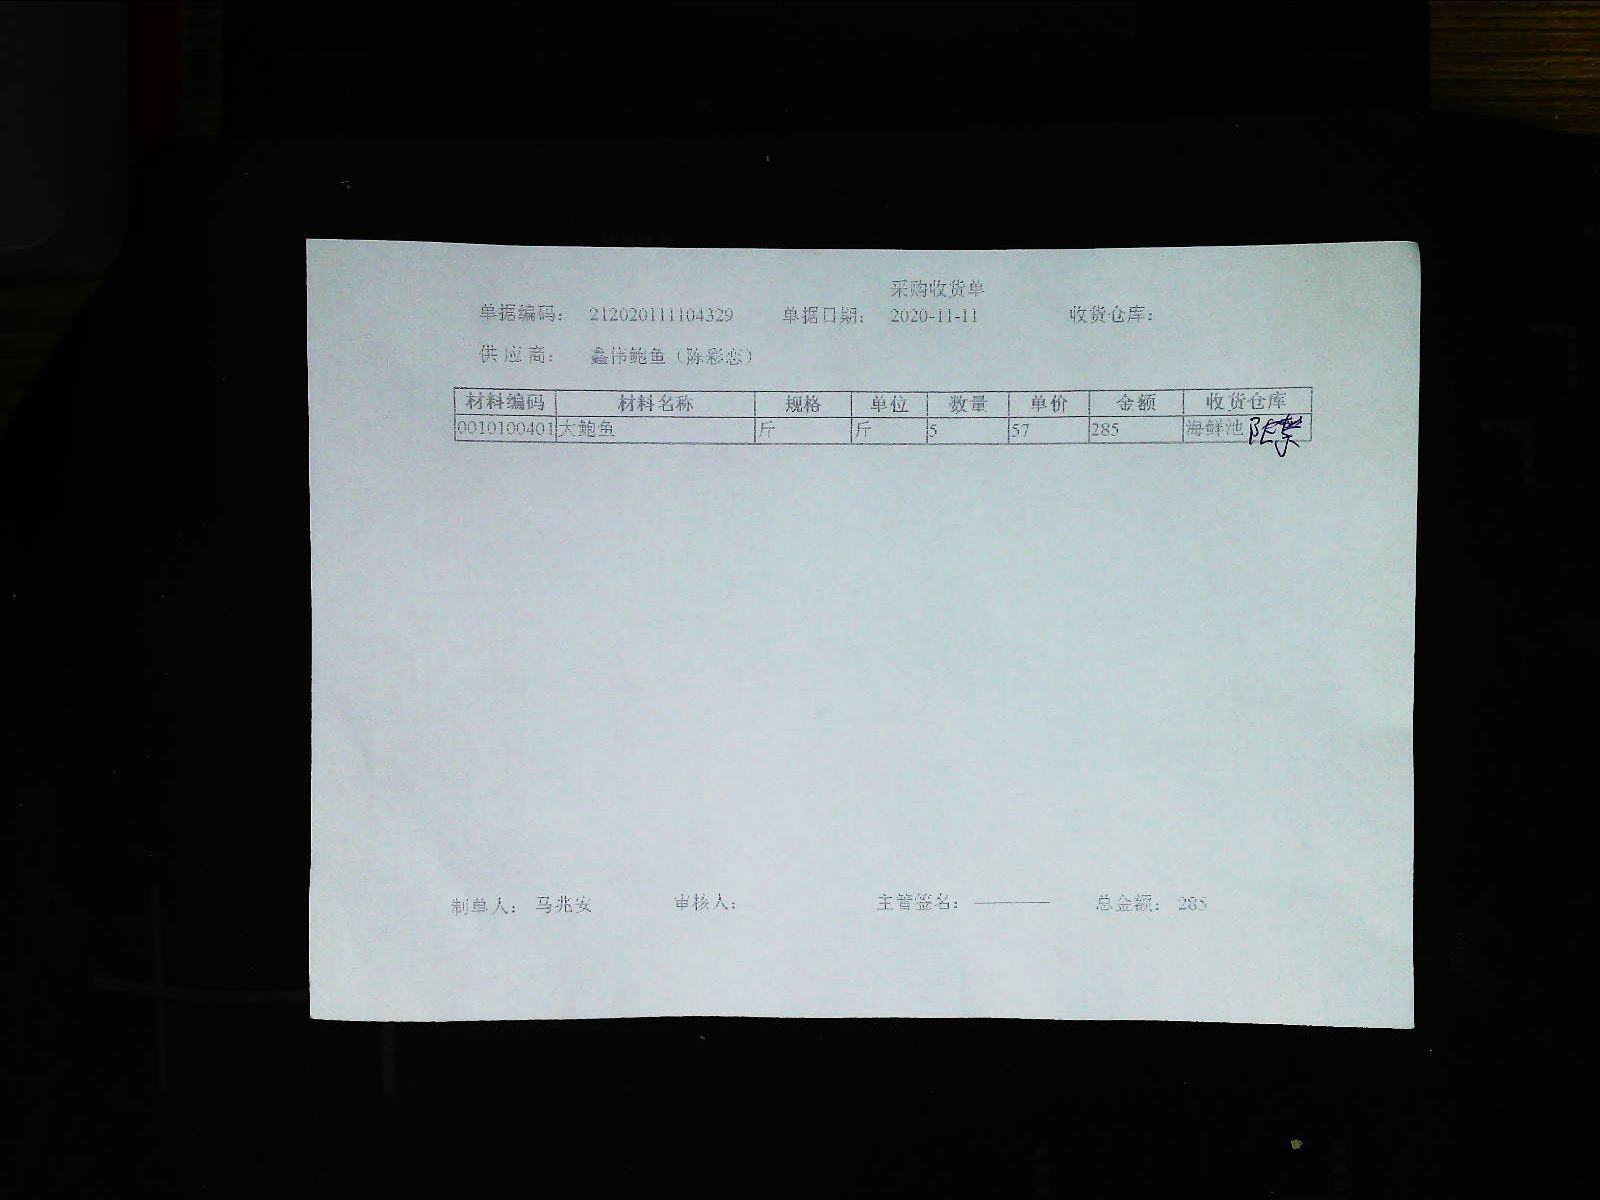 采购收货单
单据编码： 212020111104329 单据日期： 2020-11-11 收货仓库：
供 应 商： 鑫伟鲍鱼（陈彩恋）
材料编码 材料名称 规格 单位 数量 单价 金额 收货仓库
0010100401 大鲍鱼 斤 斤 5 57 285 海鲜池
制单人： 马兆安 审核人： 主管签名： 总金额： 285